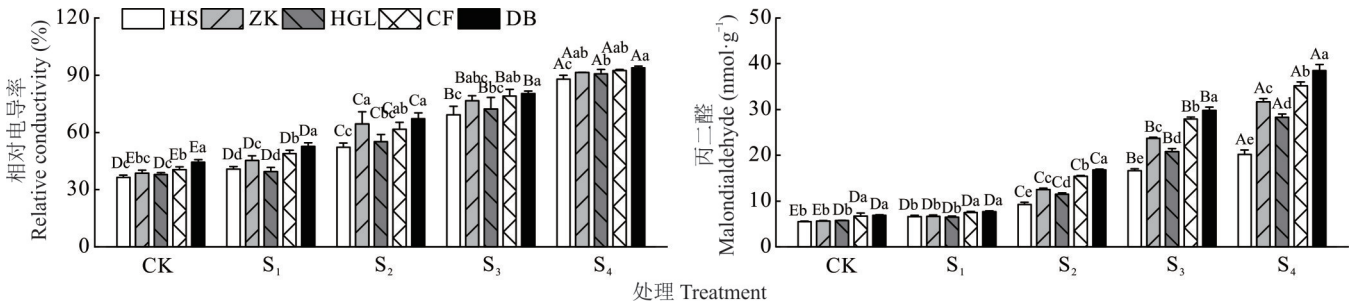 HS ZK HGL CF DB
相对电导率
Relative conductivity (%)
120
90
60
30
0
Dc Ebc Dc Eb Ea
Dd Dc Dd Db Da
Cc Ca Cbc Cab Ca
Bc Babc Bbc Bab Ba
Ac Aab Ab Aab Aa
CK S₁ S₂ S₃ S₄
丙二醛
Malondialdehyde (nmol·g⁻¹)
50
40
30
20
10
0
Eb Eb Db Da Da
Db Db Db Da Da
Ce Cc Cd Cb Ca
Be Bc Bd Bb Ba
Ae Ac Ad Ab Aa
CK S₁ S₂ S₃ S₄
处理 Treatment